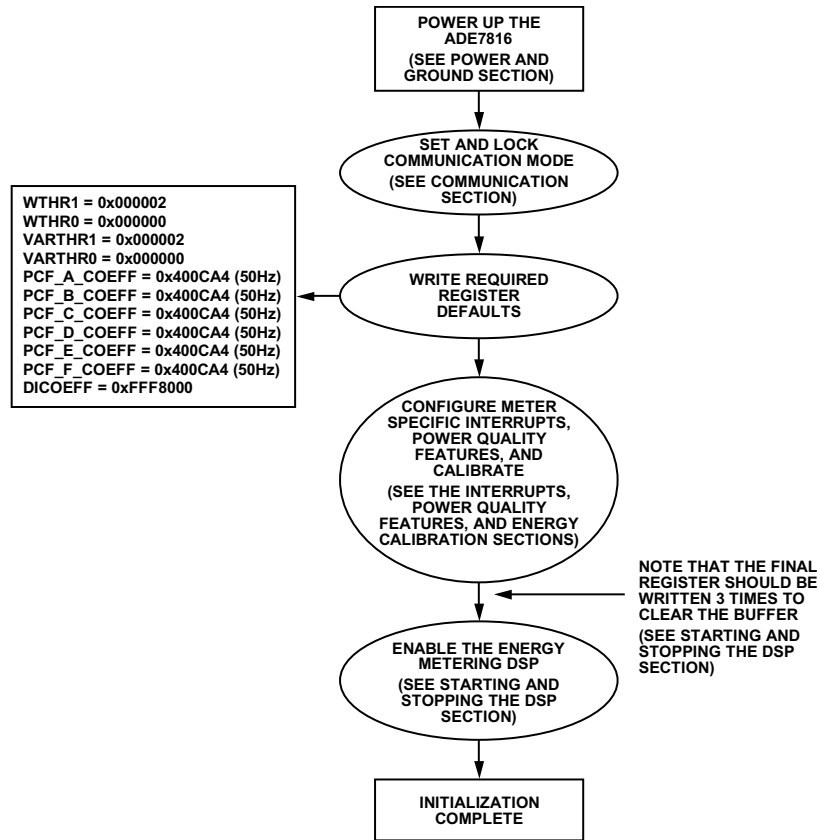 POWER UP THE
ADE7816
(SEE POWER AND
GROUND SECTION)
SET AND LOCK
COMMUNICATION MODE
(SEE COMMUNICATION
SECTION)
WTHR1 = 0x000002
WTHR0 = 0x000000
VARTHR1 = 0x000002
VARTHR0 = 0x000000
PCF_A_COEFF = 0x400CA4 (50Hz)
PCF_B_COEFF = 0x400CA4 (50Hz)
PCF_C_COEFF = 0x400CA4 (50Hz)
PCF_D_COEFF = 0x400CA4 (50Hz)
PCF_E_COEFF = 0x400CA4 (50Hz)
PCF_F_COEFF = 0x400CA4 (50Hz)
DICOEFF = 0xFFF8000
WRITE REQUIRED
REGISTER
DEFAULTS
CONFIGURE METER
SPECIFIC INTERRUPTS,
POWER QUALITY
FEATURES, AND
CALIBRATE
(SEE THE INTERRUPTS,
POWER QUALITY
FEATURES, AND ENERGY
CALIBRATION SECTIONS)
NOTE THAT THE FINAL
REGISTER SHOULD BE
WRITTEN 3 TIMES TO
CLEAR THE BUFFER
(SEE STARTING AND
STOPPING THE DSP
SECTION)
ENABLE THE ENERGY
METERING DSP
(SEE STARTING AND
STOPPING THE DSP
SECTION)
INITIALIZATION
COMPLETE